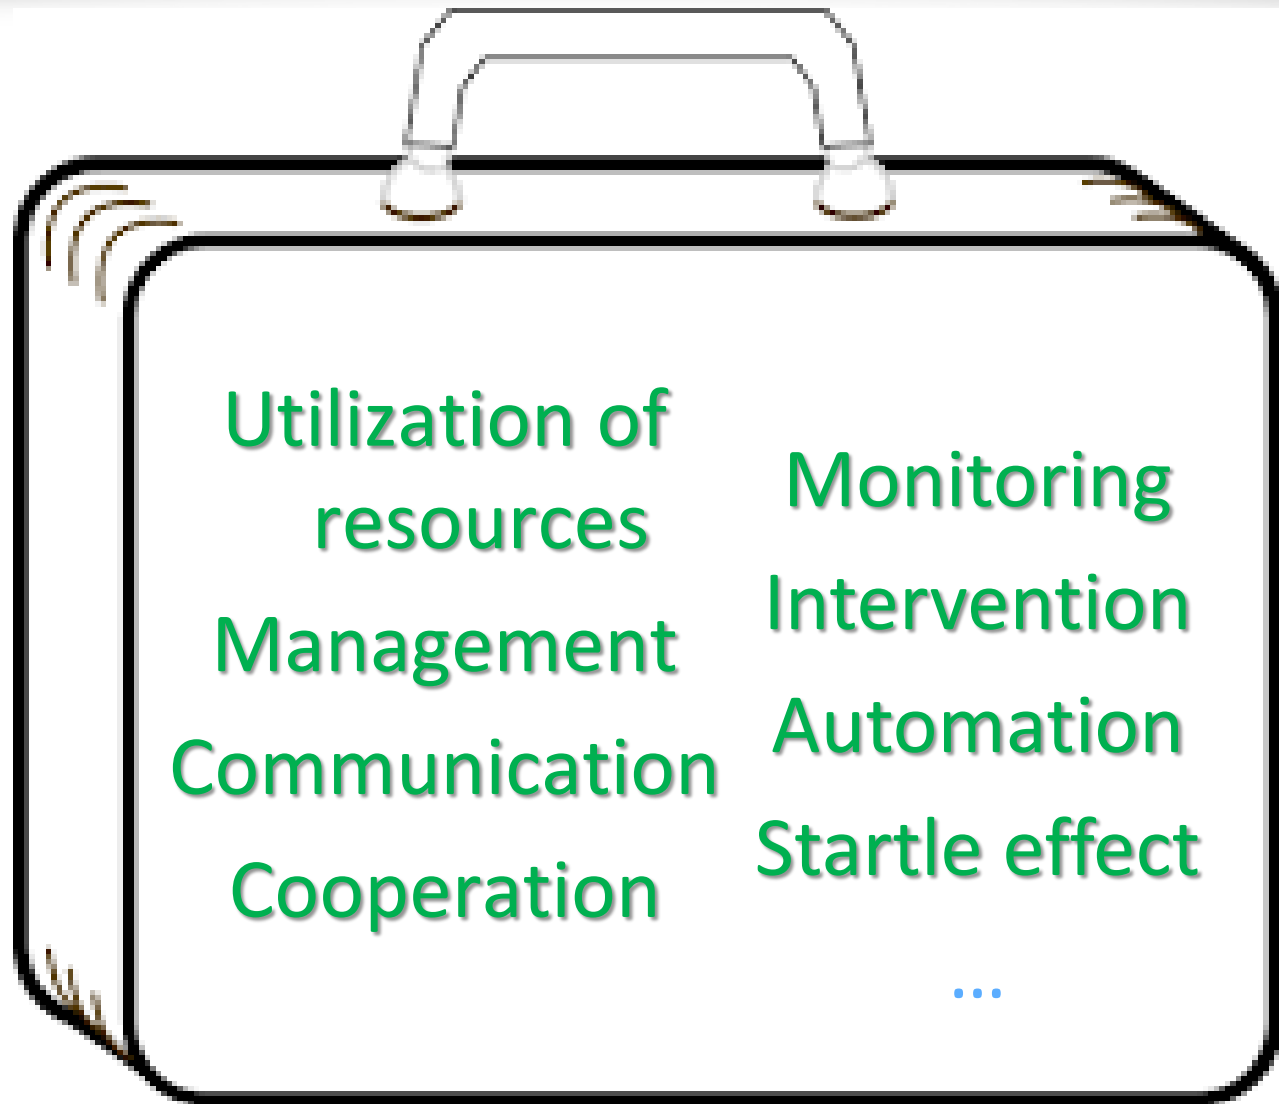 Utilization of
resources
Management
Communication
Cooperation
Monitoring
Intervention
Automation
Startle effect
...